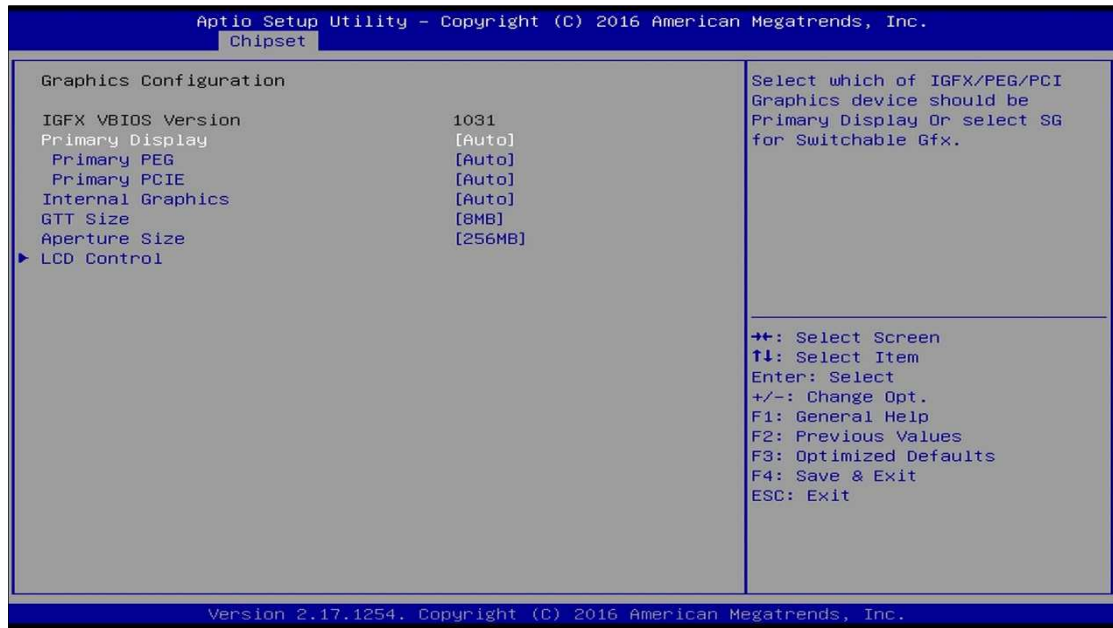 Aptio Setup Utility – Copyright (C) 2016 American Megatrends, Inc.
Chipset
Graphics Configuration
IGFX VBIOS Version 1031
Primary Display [Auto]
Primary PEG [Auto]
Primary PCIE [Auto]
Internal Graphics [Auto]
GTT Size [8MB]
Aperture Size [256MB]
► LCD Control
Select which of IGFX/PEG/PCI
Graphics device should be
Primary Display Or select SG
for Switchable Gfx.
→←: Select Screen
↑↓: Select Item
Enter: Select
+/-: Change Opt.
F1: General Help
F2: Previous Values
F3: Optimized Defaults
F4: Save & Exit
ESC: Exit
Version 2.17.1254. Copyright (C) 2016 American Megatrends, Inc.